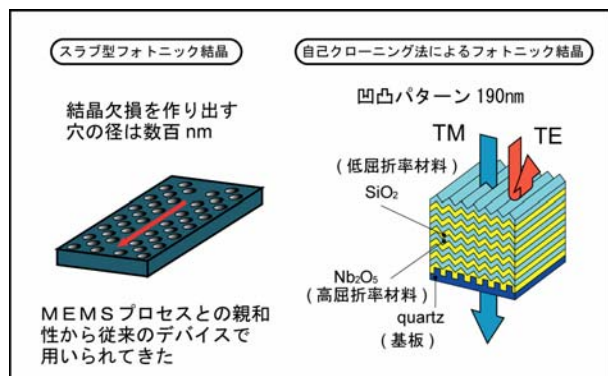 スラブ型フォトニック結晶
結晶欠損を作り出す
穴の径は数百 nm
ＭＥＭＳプロセスとの親和
性から従来のデバイスで
用いられてきた
自己クローニング法によるフォトニック結晶
凹凸パターン 190nm
TM TE
(低屈折率材料)
SiO₂
Nb₂O₅
(高屈折率材料)
quartz
(基板)